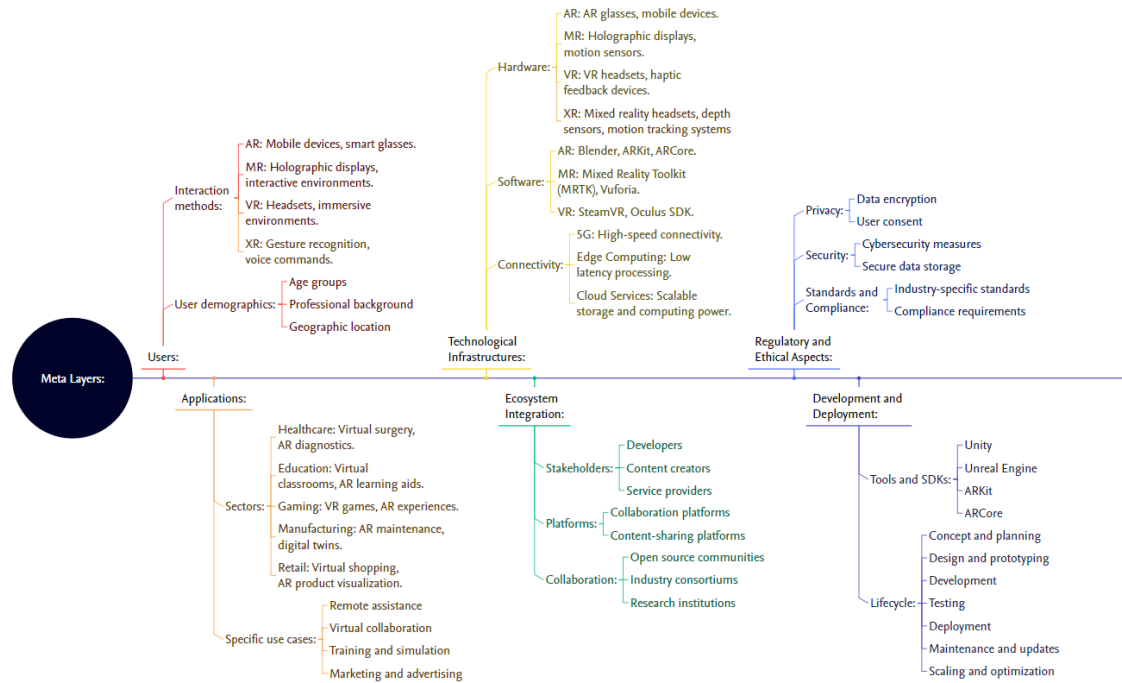 Meta Layers:
Users:
Interaction
methods:
AR: Mobile devices, smart glasses.
MR: Holographic displays,
interactive environments.
VR: Headsets, immersive
environments.
XR: Gesture recognition,
voice commands.
User demographics:
Age groups
Professional background
Geographic location
Applications:
Sectors:
Healthcare: Virtual surgery,
AR diagnostics.
Education: Virtual
classrooms, AR learning aids.
Gaming: VR games, AR experiences.
Manufacturing: AR maintenance,
digital twins.
Retail: Virtual shopping,
AR product visualization.
Specific use cases:
Remote assistance
Virtual collaboration
Training and simulation
Marketing and advertising
Technological
Infrastructures:
Hardware:
AR: AR glasses, mobile devices.
MR: Holographic displays,
motion sensors.
VR: VR headsets, haptic
feedback devices.
XR: Mixed reality headsets, depth
sensors, motion tracking systems
Software:
AR: Blender, ARKit, ARCore.
MR: Mixed Reality Toolkit
(MRTK), Vuforia.
VR: SteamVR, Oculus SDK.
Connectivity:
5G: High-speed connectivity.
Edge Computing: Low
latency processing.
Cloud Services: Scalable
storage and computing power.
Ecosystem
Integration:
Stakeholders:
Developers
Content creators
Service providers
Platforms:
Collaboration platforms
Content-sharing platforms
Collaboration:
Open source communities
Industry consortiums
Research institutions
Regulatory and
Ethical Aspects:
Privacy:
Data encryption
User consent
Security:
Cybersecurity measures
Secure data storage
Standards and
Compliance:
Industry-specific standards
Compliance requirements
Development and
Deployment:
Tools and SDKs:
Unity
Unreal Engine
ARKit
ARCore
Lifecycle:
Concept and planning
Design and prototyping
Development
Testing
Deployment
Maintenance and updates
Scaling and optimization